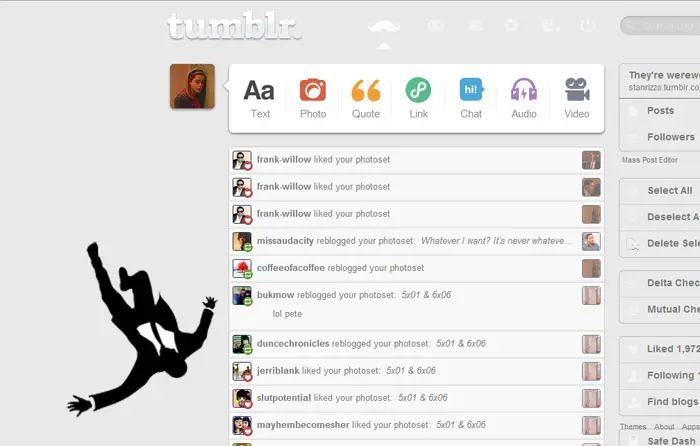 tumblr.
They're werew
stanrizzo.tumblr.co
Aa
hi!
Text
Photo
Quote
Link
Chat
Audio
Video
Posts
Followers
Mass Post Editor
frank-willow liked your photoset
frank-willow liked your photoset
frank-willow liked your photoset
missaudacity reblogged your photoset: Whatever I want? It's never whateve...
coffeeofacoffee reblogged your photoset
bukmow reblogged your photoset: 5x01 & 6x06
lol pete
duncechronicles reblogged your photoset: 5x01 & 6x06
jerriblank reblogged your photoset: 5x01 & 6x06
slutpotential reblogged your photoset: 5x01 & 6x06
mayhembecomesher reblogged your photoset: 5x01 & 6x06
Select All
Deselect A
Delete Sele
Delta Chec
Mutual Che
Liked 1,972
Following
Find blogs
Themes About Apps
Safe Dash